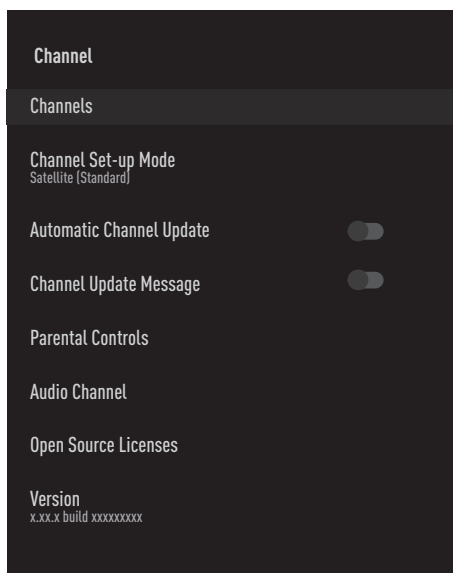 Channel
Channels
Channel Set-up Mode
Satellite (Standard)
Automatic Channel Update
Channel Update Message
Parental Controls
Audio Channel
Open Source Licenses
Version
x.xx.x build xxxxxxxxx